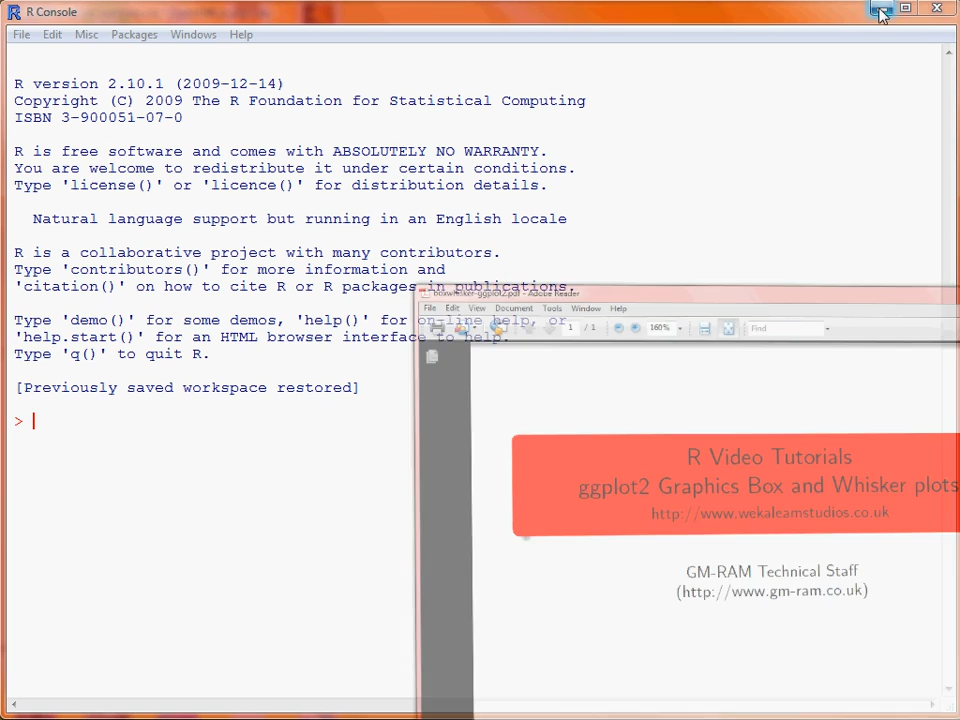 R Console
File Edit Misc Packages Windows Help
R version 2.10.1 (2009-12-14)
Copyright (C) 2009 The R Foundation for Statistical Computing
ISBN 3-900051-07-0
R is free software and comes with ABSOLUTELY NO WARRANTY.
You are welcome to redistribute it under certain conditions.
Type 'license()' or 'licence()' for distribution details.
Natural language support but running in an English locale
R is a collaborative project with many contributors.
Type 'contributors()' for more information and
'citation()' on how to cite R or R packages in publications.
Type 'demo()' for some demos, 'help()' for on-line help, or
'help.start()' for an HTML browser interface to help.
Type 'q()' to quit R.
[Previously saved workspace restored]
>
boxwhisker-ggplot2.pdf - Adobe Reader
File Edit View Document Tools Window Help
1 / 1 160% Find
R Video Tutorials
ggplot2 Graphics Box and Whisker plots
http://www.wekaleamstudios.co.uk
GM-RAM Technical Staff
(http://www.gm-ram.co.uk)